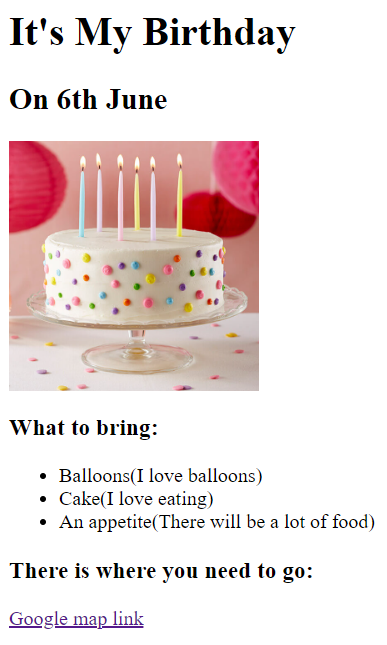 It's My Birthday
On 6th June
What to bring:
Balloons(I love balloons)
Cake(I love eating)
An appetite(There will be a lot of food)
There is where you need to go:
Google map link